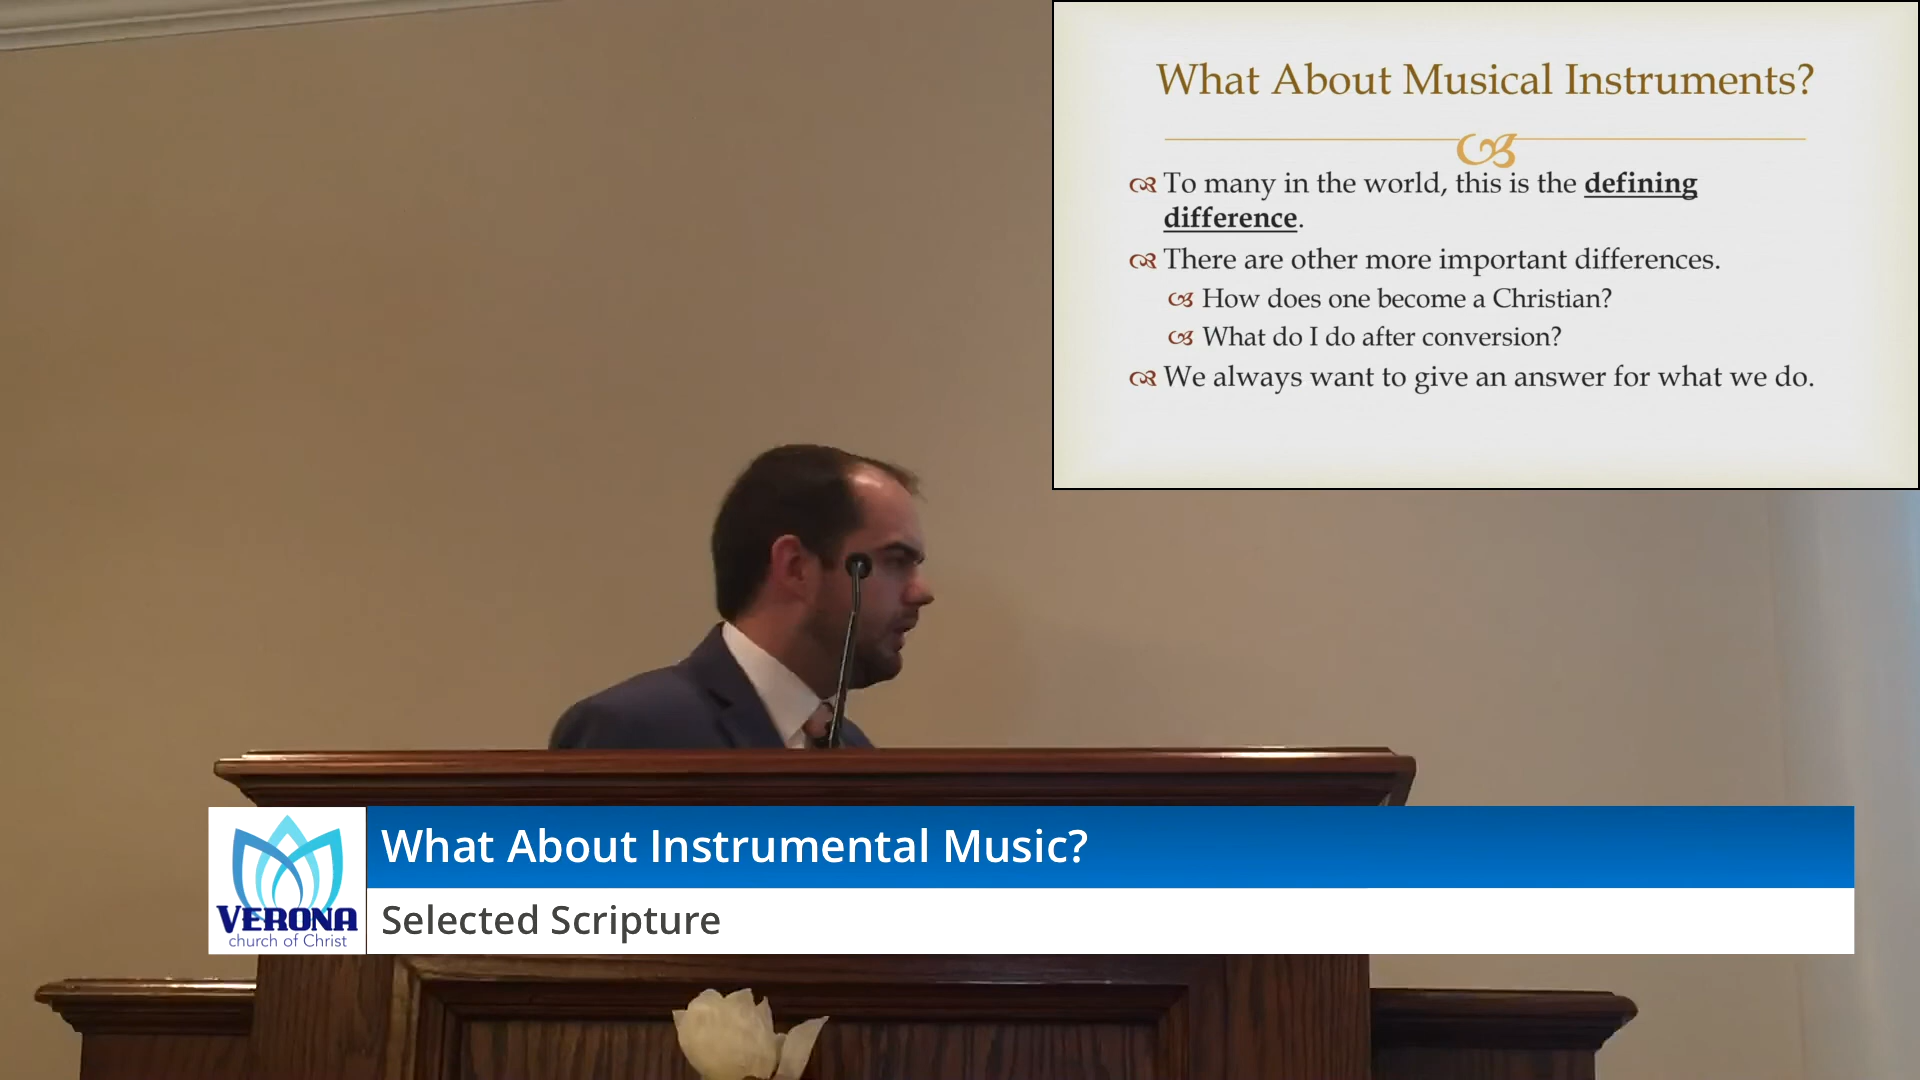 What About Musical Instruments?
To many in the world, this is the defining
difference.
There are other more important differences.
How does one become a Christian?
What do I do after conversion?
We always want to give an answer for what we do.
What About Instrumental Music?
Selected Scripture
VERONA
church of Christ